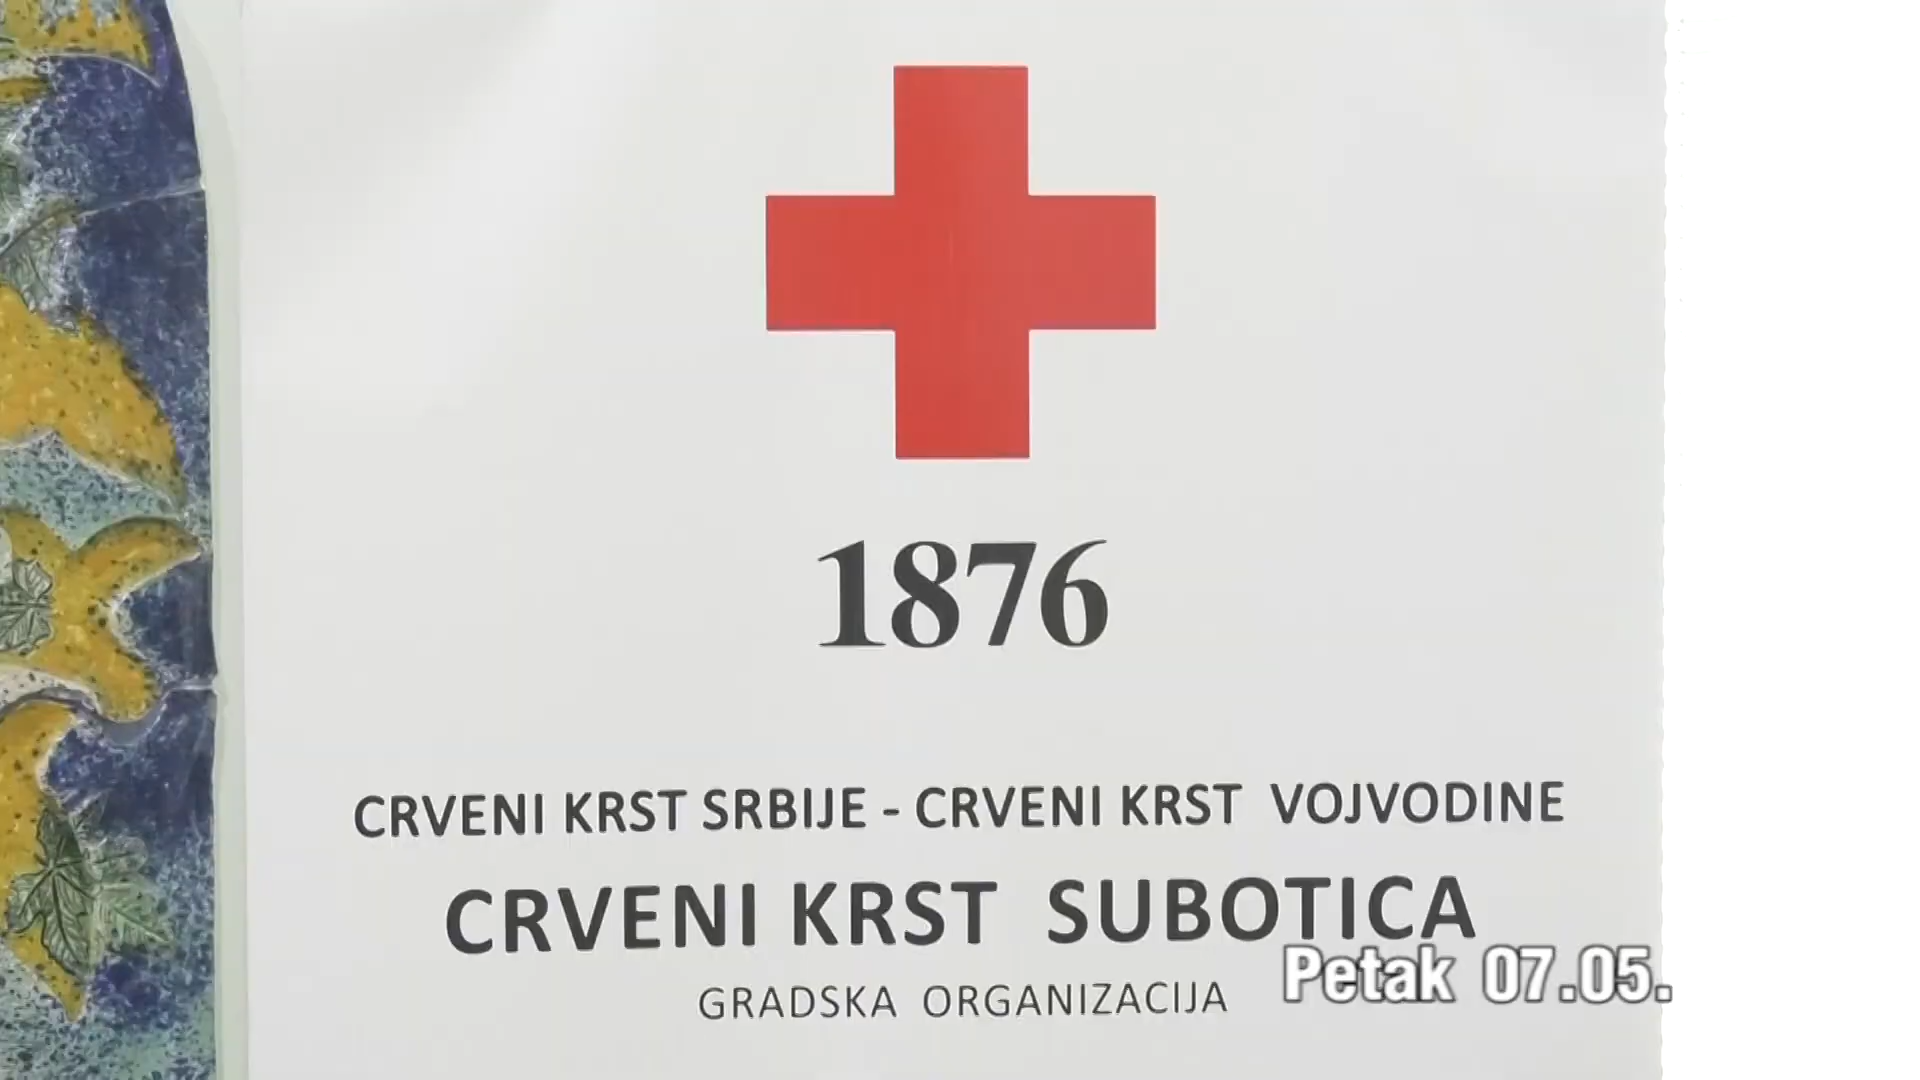 1876
CRVENI KRST SRBIJE - CRVENI KRST VOJVODINE
CRVENI KRST SUBOTICA
GRADSKA ORGANIZACIJA
Petak 07.05.